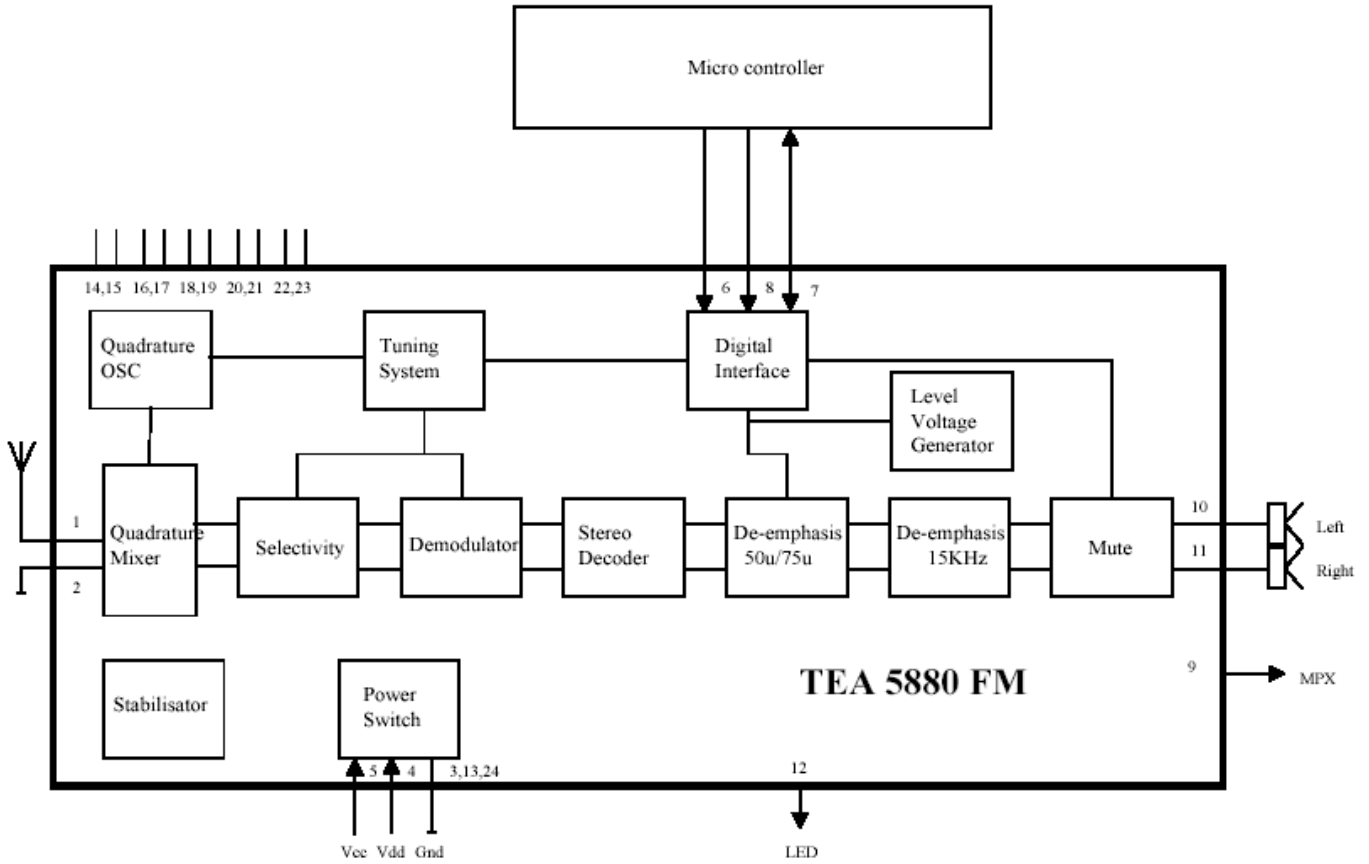 Micro controller
14,15 16,17 18,19 20,21 22,23
6 8 7
Quadrature
OSC
Tuning
System
Digital
Interface
Level
Voltage
Generator
1
2
Quadrature
Mixer
Selectivity
Demodulator
Stereo
Decoder
De-emphasis
50u/75u
De-emphasis
15KHz
Mute
10
11
Left
Right
Stabilisator
Power
Switch
TEA 5880 FM
9
MPX
5 4 3,13,24
12
Vcc Vdd Gnd
LED